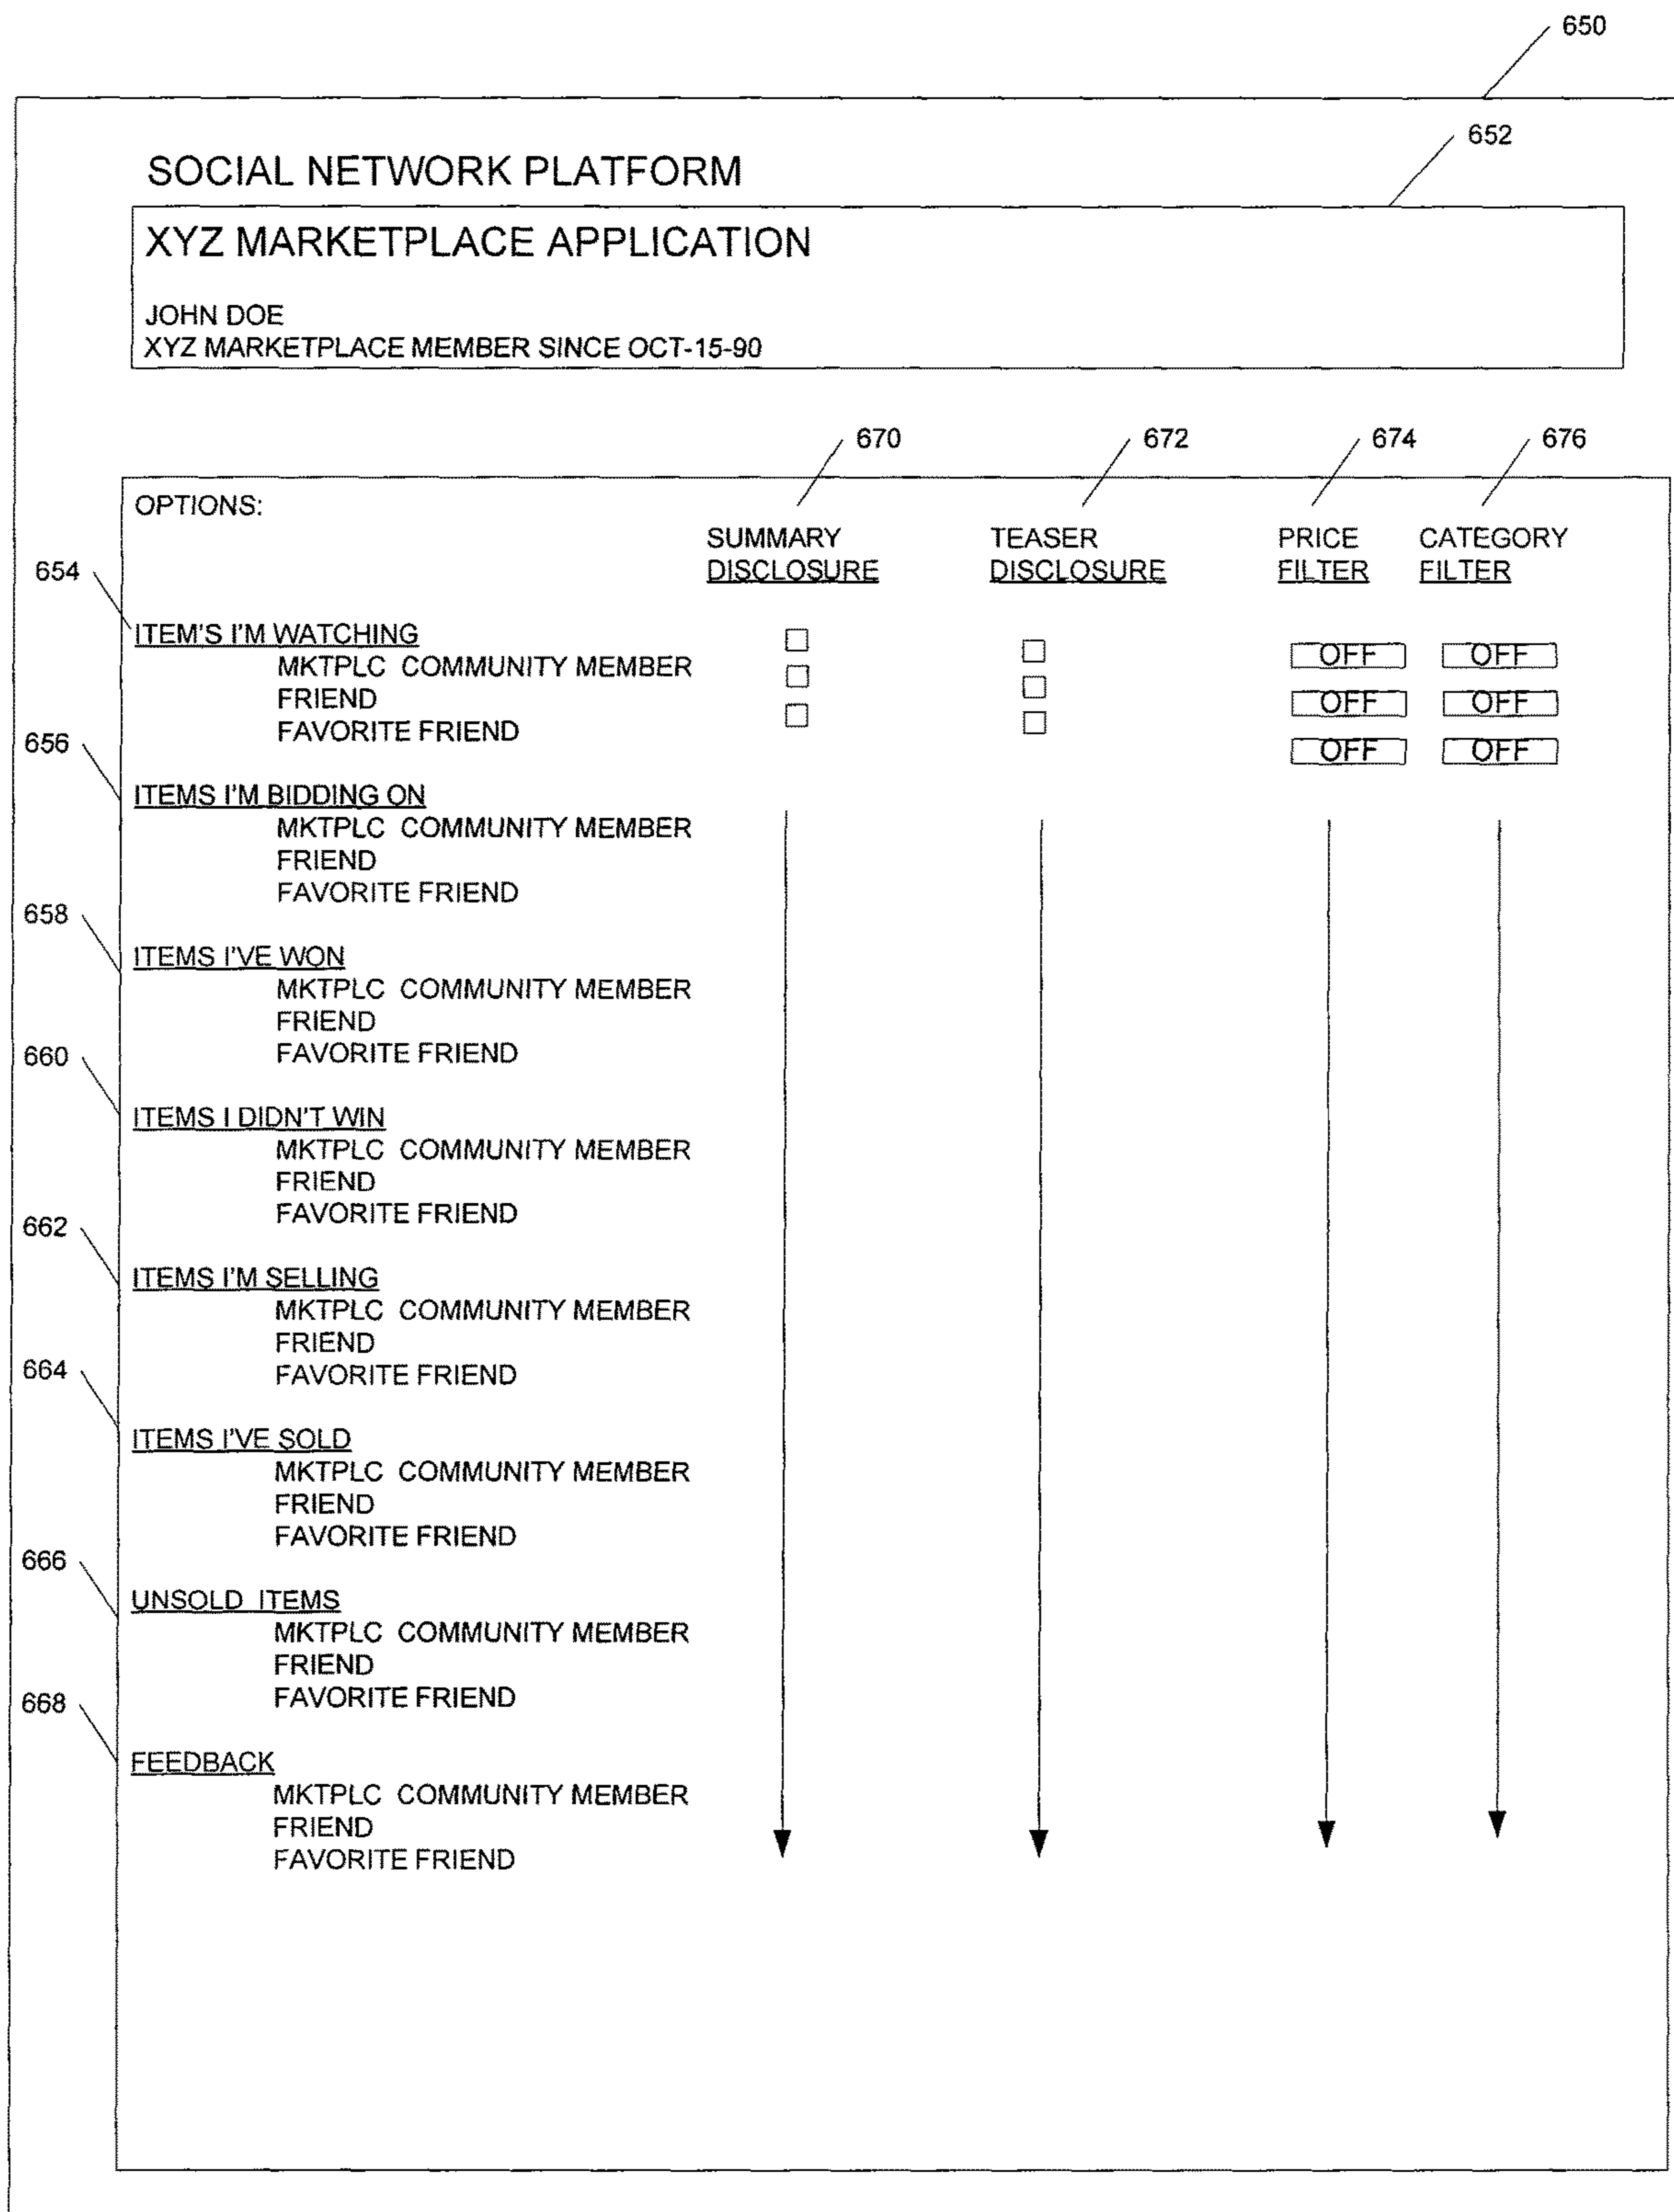 650
652
SOCIAL NETWORK PLATFORM
XYZ MARKETPLACE APPLICATION
JOHN DOE
XYZ MARKETPLACE MEMBER SINCE OCT-15-90
670 672 674 676
OPTIONS:
SUMMARY TEASER PRICE CATEGORY
DISCLOSURE DISCLOSURE FILTER FILTER
654
ITEM'S I'M WATCHING
MKTPLC COMMUNITY MEMBER OFF OFF
FRIEND OFF OFF
FAVORITE FRIEND OFF OFF
656
ITEMS I'M BIDDING ON
MKTPLC COMMUNITY MEMBER
FRIEND
FAVORITE FRIEND
658
ITEMS I'VE WON
MKTPLC COMMUNITY MEMBER
FRIEND
FAVORITE FRIEND
660
ITEMS I DIDN'T WIN
MKTPLC COMMUNITY MEMBER
FRIEND
FAVORITE FRIEND
662
ITEMS I'M SELLING
MKTPLC COMMUNITY MEMBER
FRIEND
FAVORITE FRIEND
664
ITEMS I'VE SOLD
MKTPLC COMMUNITY MEMBER
FRIEND
FAVORITE FRIEND
666
UNSOLD ITEMS
MKTPLC COMMUNITY MEMBER
FRIEND
FAVORITE FRIEND
668
FEEDBACK
MKTPLC COMMUNITY MEMBER
FRIEND
FAVORITE FRIEND